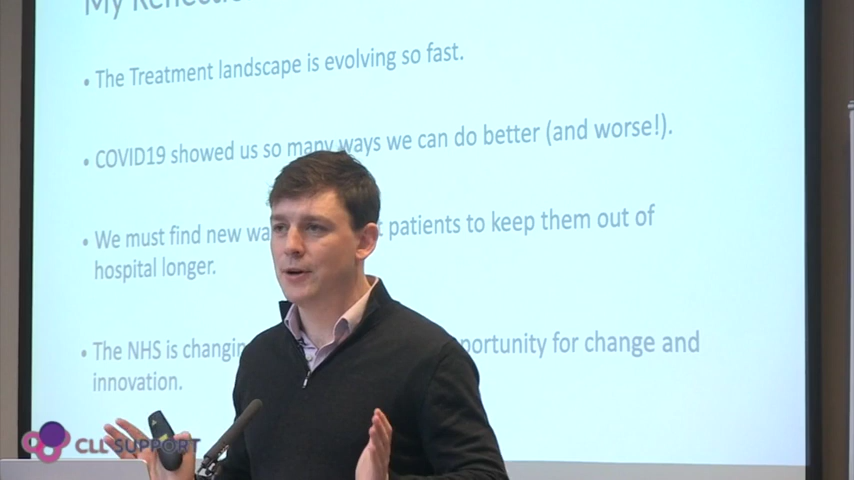 My Reflecti
• The Treatment landscape is evolving so fast.
• COVID19 showed us so many ways we can do better (and worse!).
• We must find new wa t patients to keep them out of
hospital longer.
• The NHS is changin portunity for change and
innovation.
CLL SUPPORT